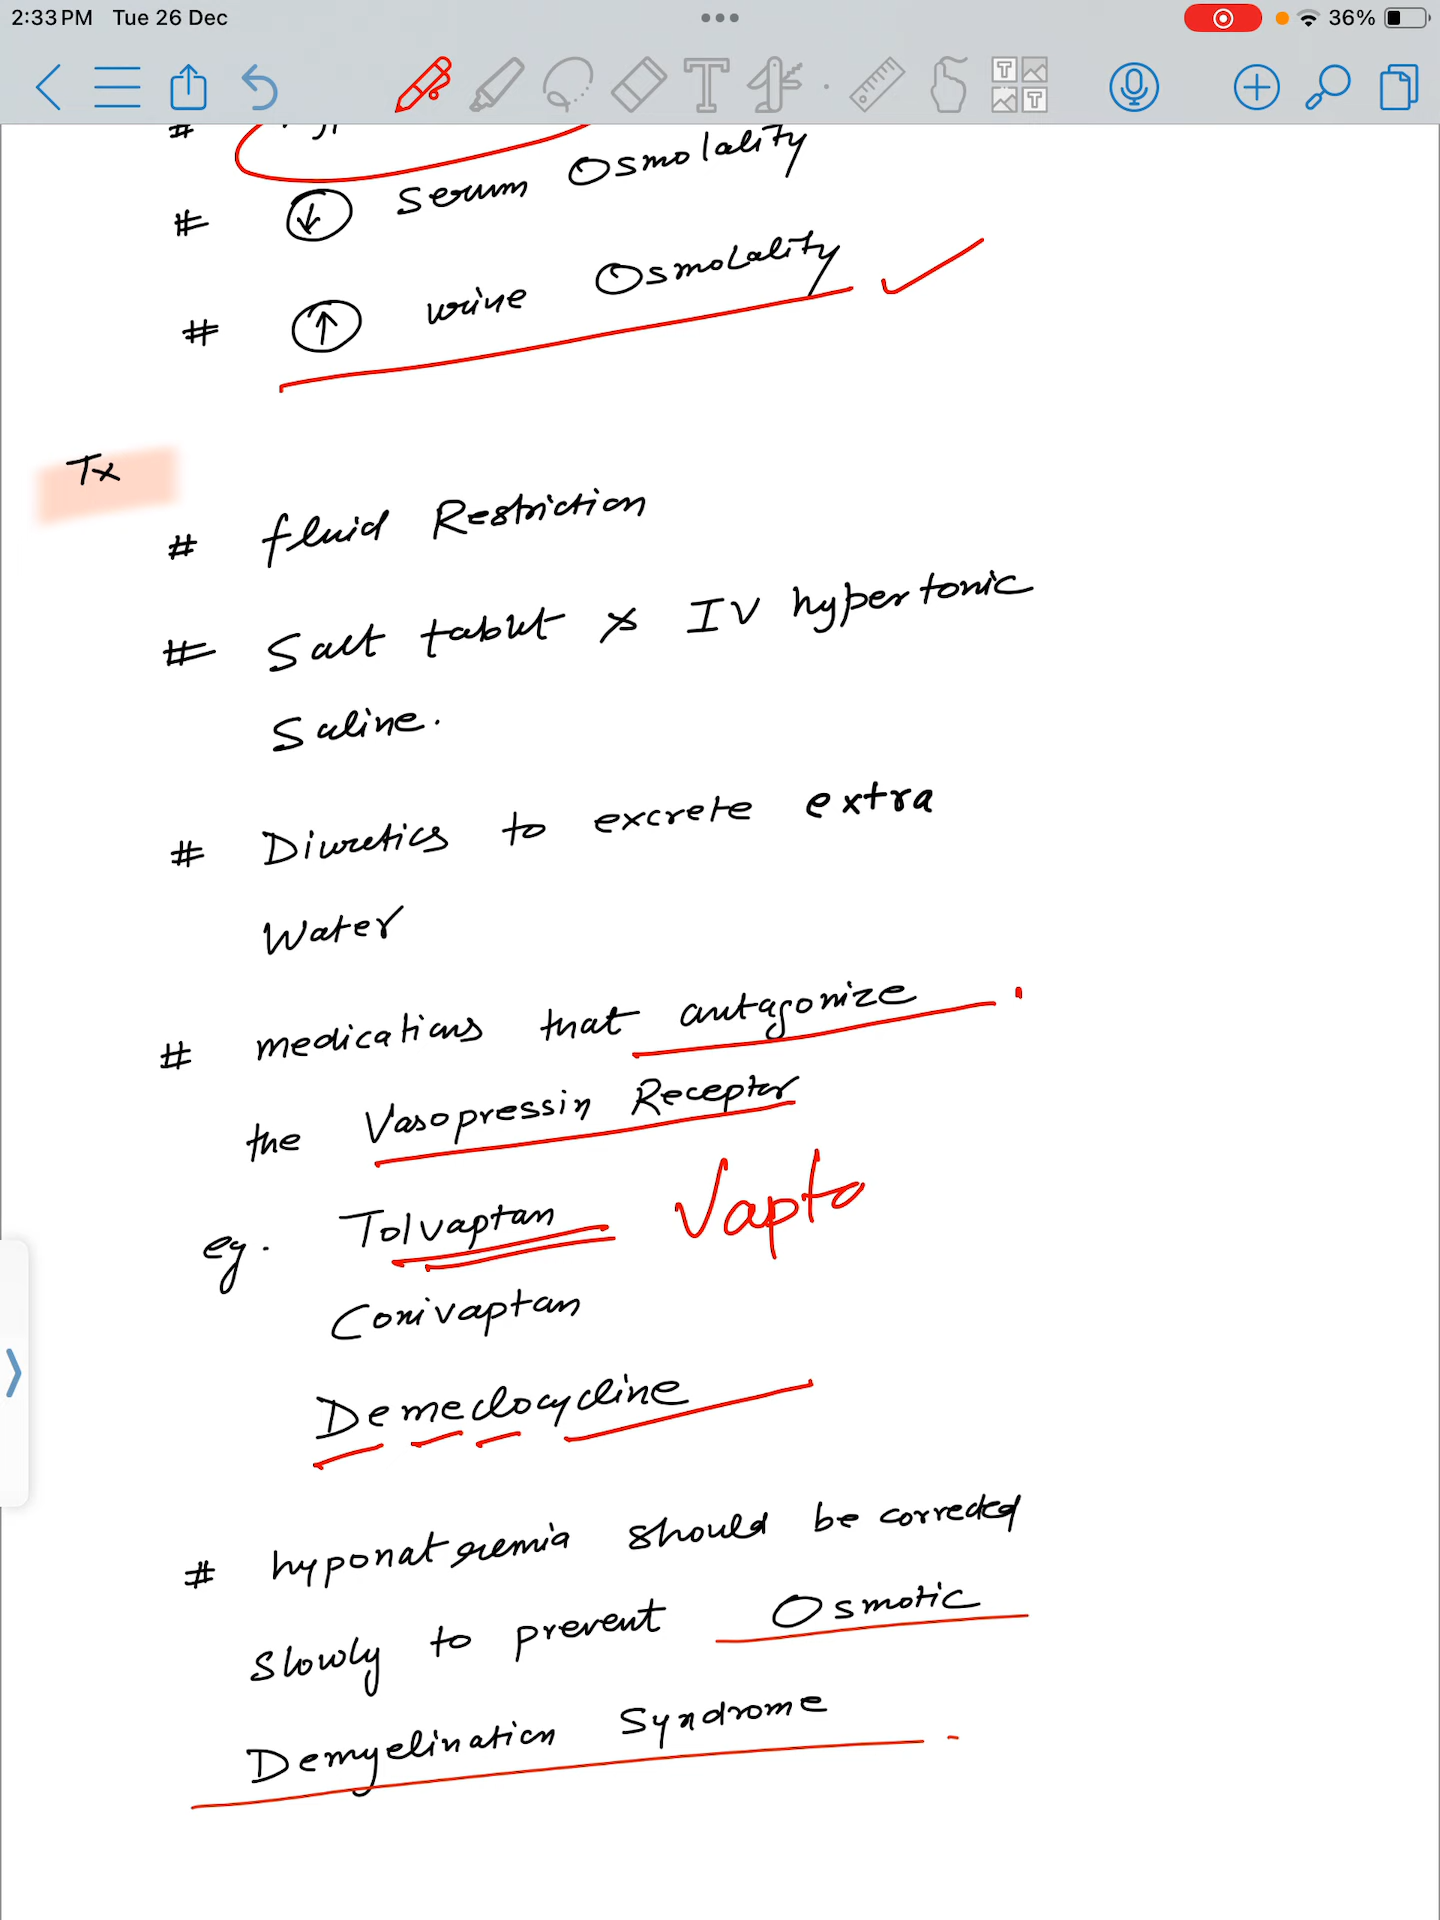 2:33 PM Tue 26 Dec
36%
#
# ↓ Serum Osmolality
# ↑ urine Osmolality
Tx
# fluid Restriction
# Salt tablet & IV hypertonic
Saline.
# Diuretics to excrete extra
Water
# medications that antagonize
the Vasopressin Receptor
eg. Tolvaptan Vapta
Conivaptan
Demeclocycline
# hyponatremia should be corrected
slowly to prevent Osmotic
Demyelination Syndrome